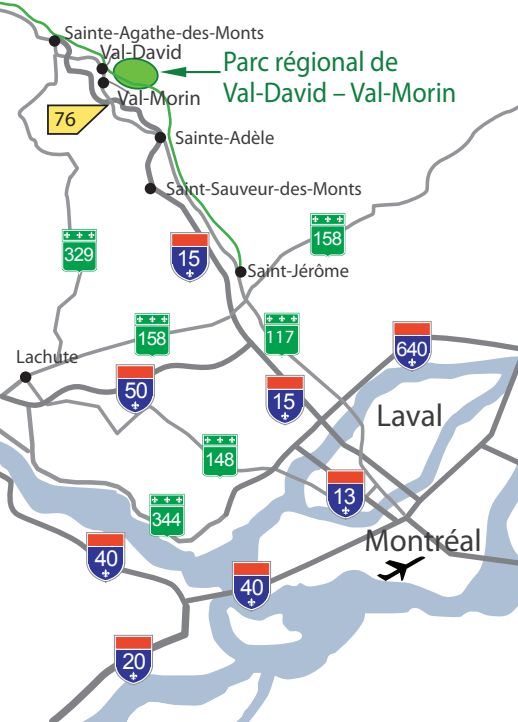 Sainte-Agathe-des-Monts
Val-David
Parc régional de
Val-David – Val-Morin
Val-Morin
76
Sainte-Adèle
Saint-Sauveur-des-Monts
329
15
158
Saint-Jérôme
158
117
640
Lachute
50
15
Laval
148
13
344
Montréal
40
40
20